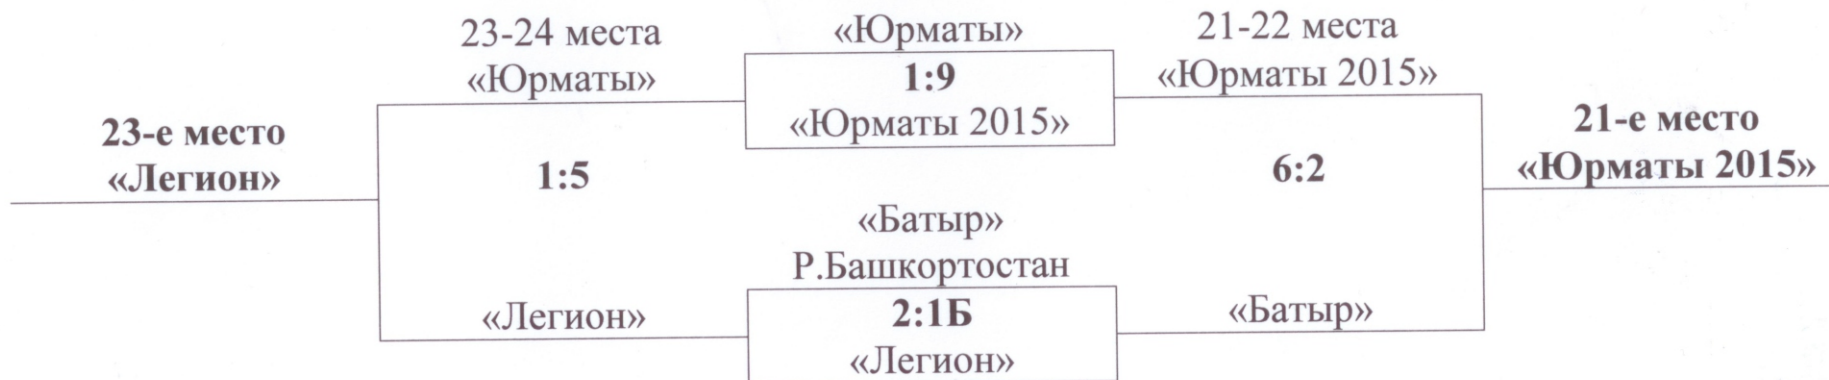 23-24 места
«Юрматы»
«Юрматы»
1:9
«Юрматы 2015»
21-22 места
«Юрматы 2015»
23-е место
«Легион»
1:5
6:2
21-е место
«Юрматы 2015»
«Батыр»
Р.Башкортостан
«Легион»
2:1Б
«Легион»
«Батыр»